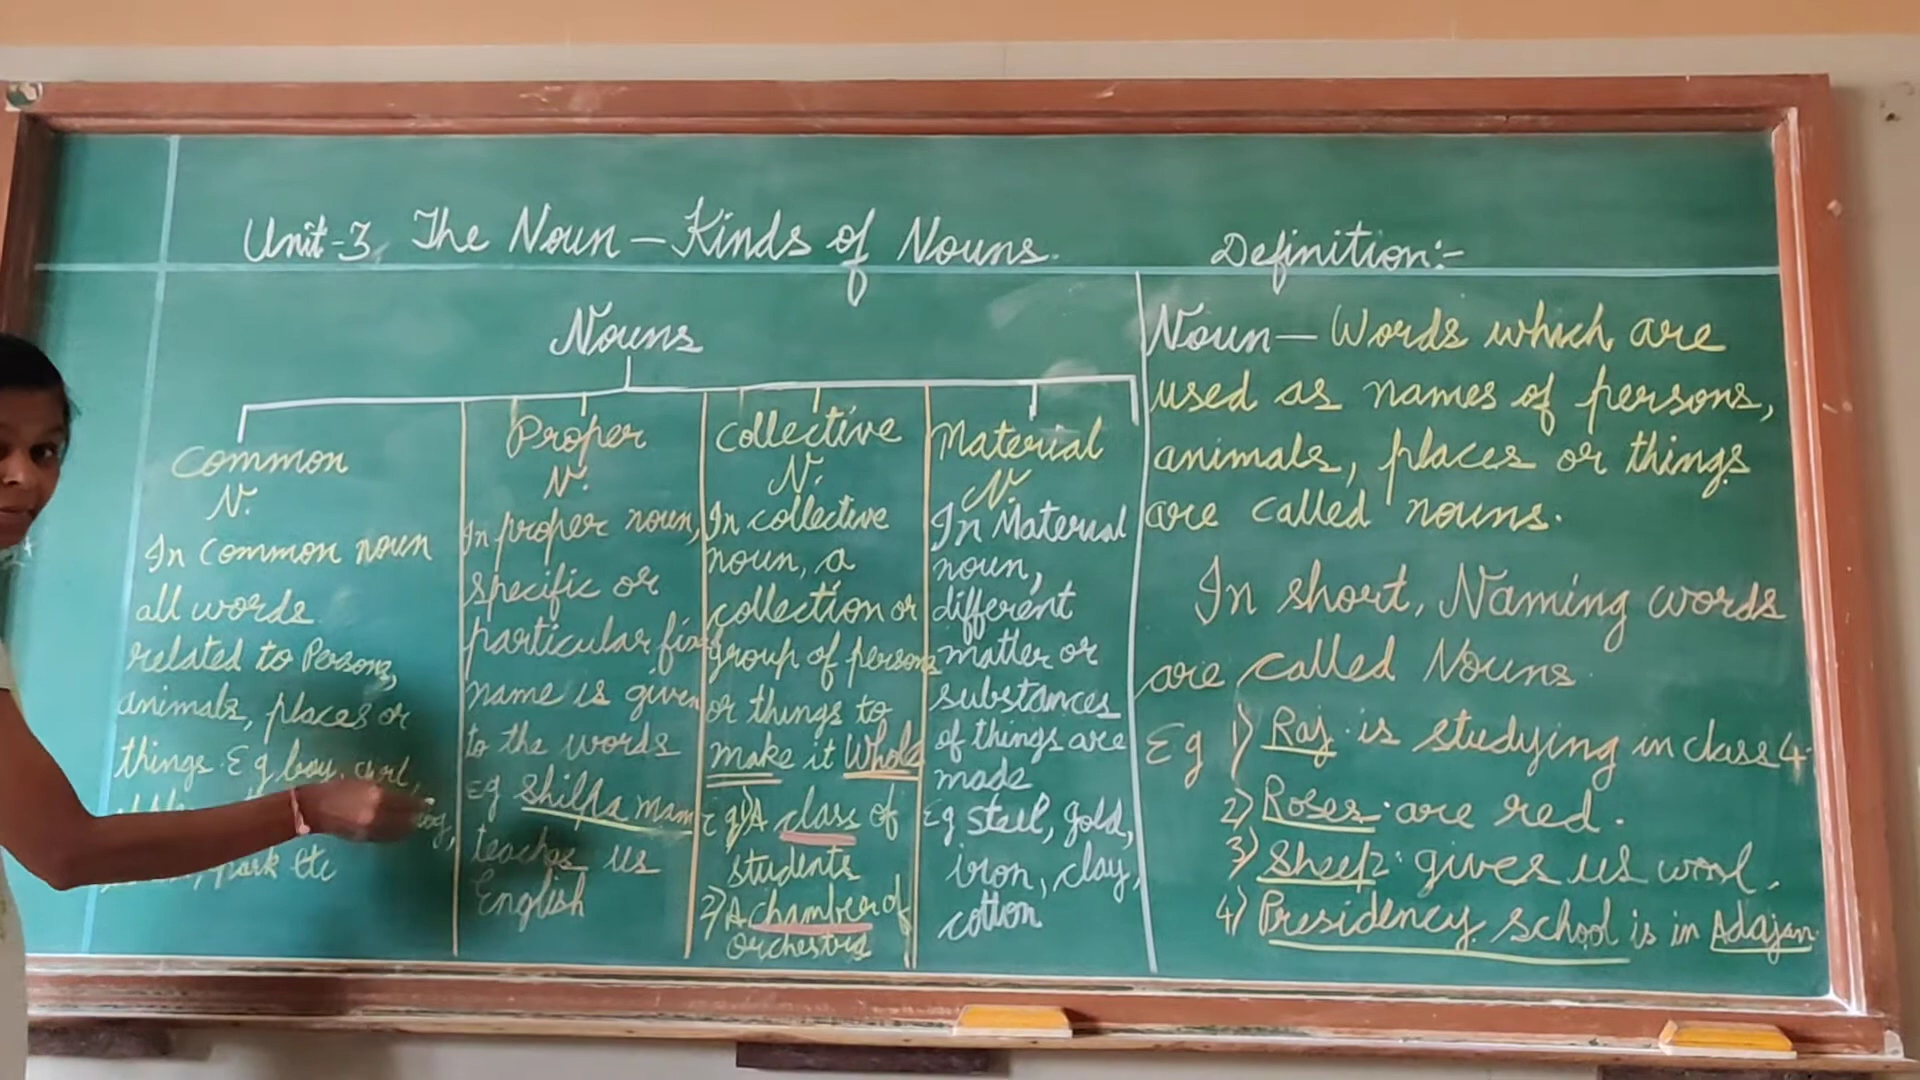 Unit-3 The Noun – Kinds of Nouns.
Nouns
Common
N.
In Common noun
all words
related to Persons,
animals, places or
things. Eg boy, girl,
park etc
Proper
N.
In proper noun,
specific or
particular fix
name is given
to the words
Eg Shilpa mam
teaches us
English
Collective
N.
In collective
noun, a
collection or
group of persons
or things to
make it Whole
eg 1) A class of
students
2) A chamber of
Orchestra
Material
N.
In Material
noun,
different
matter or
substances
of things are
made
Eg Steel, gold,
iron, clay,
cotton
Definition:-
Noun – Words which are
used as names of persons,
animals, places or things
are called nouns.
In short, Naming words
are called Nouns
Eg 1) Raj is studying in class 4.
2) Roses are red.
3) Sheep gives us wool.
4) Presidency school is in Adajan.